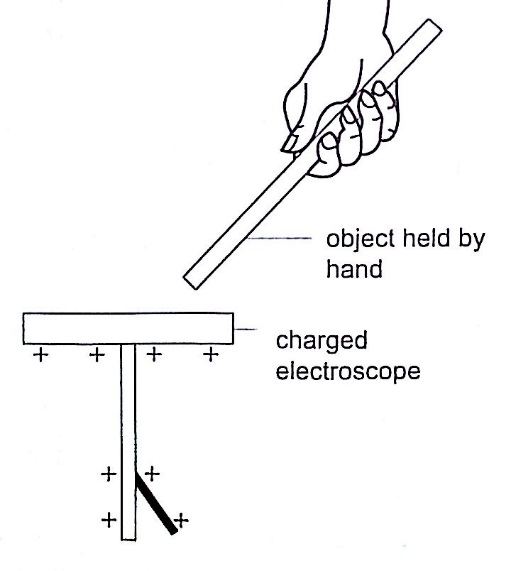 object held by
hand
charged
electroscope
+ + + +
+ +
+ +